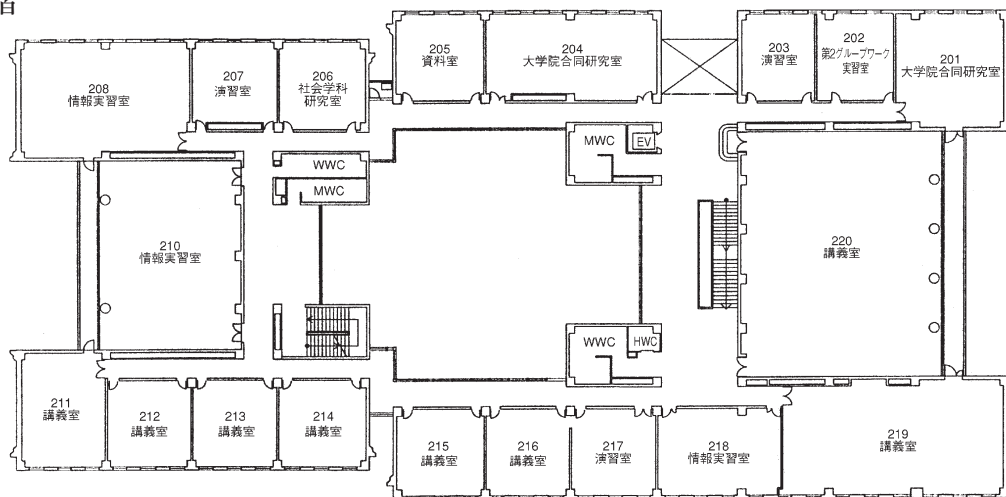 階
205
資料室
204
大学院合同研究室
203
演習室
202
第2グループワーク
実習室
201
大学院合同研究室
208
情報実習室
207
演習室
206
社会学科
研究室
MWC
EV
WWC
MWC
210
情報実習室
220
講義室
WWC
HWC
211
講義室
212
講義室
213
講義室
214
講義室
215
講義室
216
講義室
217
演習室
218
情報実習室
219
講義室